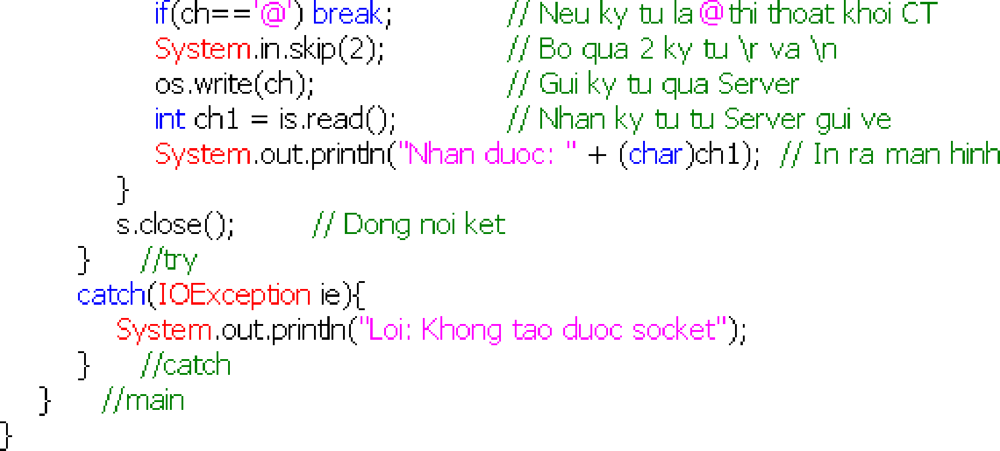 if(ch=='@') break; // Neu ky tu la @ thi thoat khoi CT
System.in.skip(2); // Bo qua 2 ky tu \r va \n
os.write(ch); // Gui ky tu qua Server
int ch1 = is.read(); // Nhan ky tu tu Server gui ve
System.out.println("Nhan duoc: " + (char)ch1); // In ra man hinh
}
s.close(); // Dong noi ket
} //try
catch(IOException ie){
System.out.println("Loi: Khong tao duoc socket");
} //catch
} //main
}